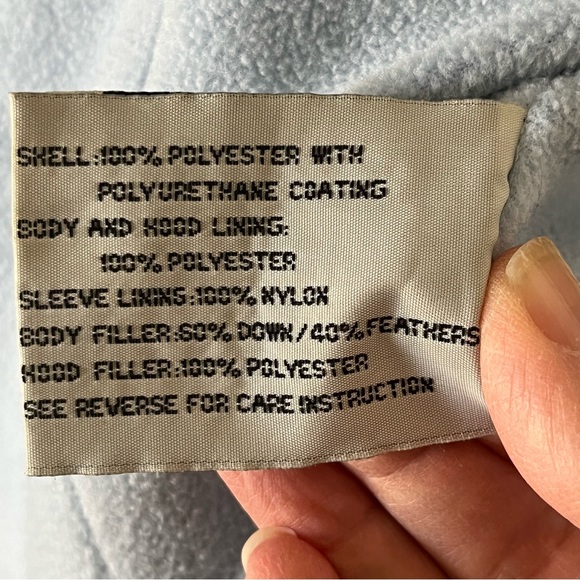 SHELL:100% POLYESTER WITH
POLYURETHANE COATING
BODY AND HOOD LINING:
100% POLYESTER
SLEEVE LINING:100% NYLON
BODY FILLER:60% DOWN/40% FEATHERS
HOOD FILLER:100% POLYESTER
SEE REVERSE FOR CARE INSTRUCTION